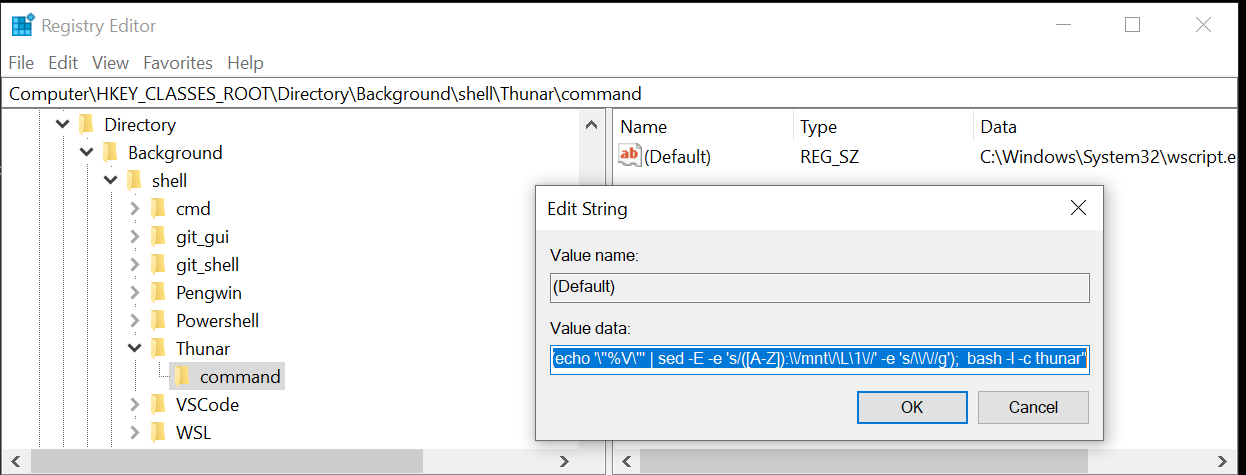 Registry Editor
File Edit View Favorites Help
Computer\HKEY_CLASSES_ROOT\Directory\Background\shell\Thunar\command
Directory
Background
shell
cmd
git_gui
git_shell
Pengwin
Powershell
Thunar
command
VSCode
WSL
Name Type Data
ab (Default) REG_SZ C:\Windows\System32\wscript.e
Edit String
Value name:
(Default)
Value data:
'echo '\"%V\"' | sed -E -e 's/([A-Z]):\\/mnt\/\L\1\//' -e 's/\\/\//g');  bash -l -c thunar"
OK Cancel